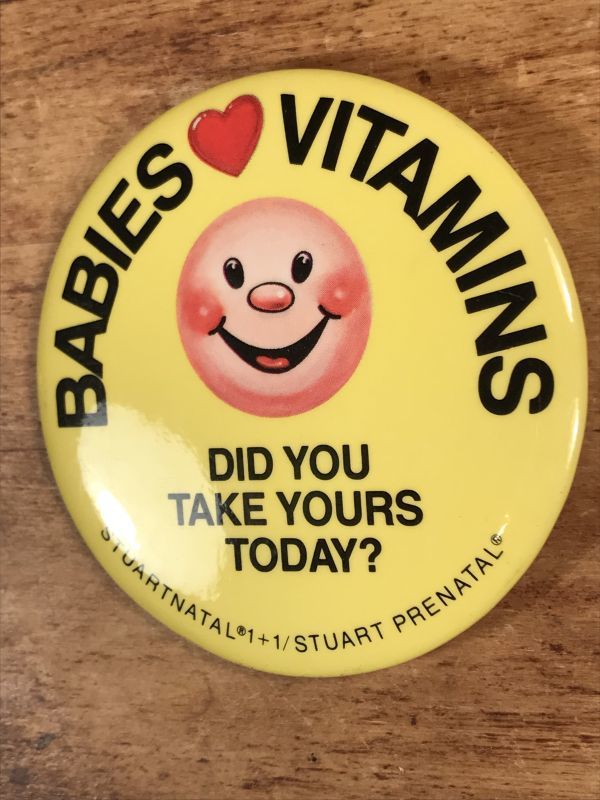 BABIES ❤ VITAMINS
DID YOU
TAKE YOURS
TODAY?
STUARTNATAL®1+1/STUART PRENATAL®